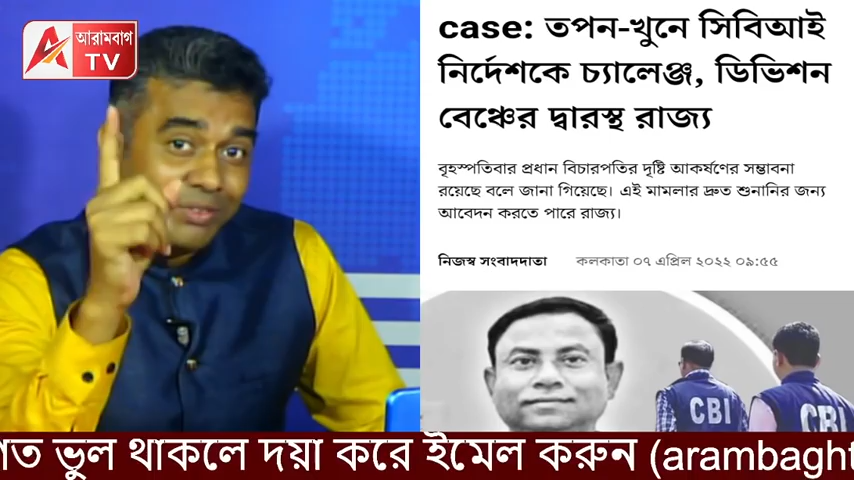 আরামবাগ
TV
case: তপন-খুনে সিবিআই
নির্দেশকে চ্যালেঞ্জ, ডিভিশন
বেঞ্চের দ্বারস্থ রাজ্য
বৃহস্পতিবার প্রধান বিচারপতির দৃষ্টি আকর্ষণের সম্ভাবনা
রয়েছে বলে জানা গিয়েছে। এই মামলার দ্রুত শুনানির জন্য
আবেদন করতে পারে রাজ্য।
নিজস্ব সংবাদদাতা কলকাতা ০৭ এপ্রিল ২০২২ ০৯:৫৫
CBI
CBI
ভুল থাকলে দয়া করে ইমেল করুন (arambaght